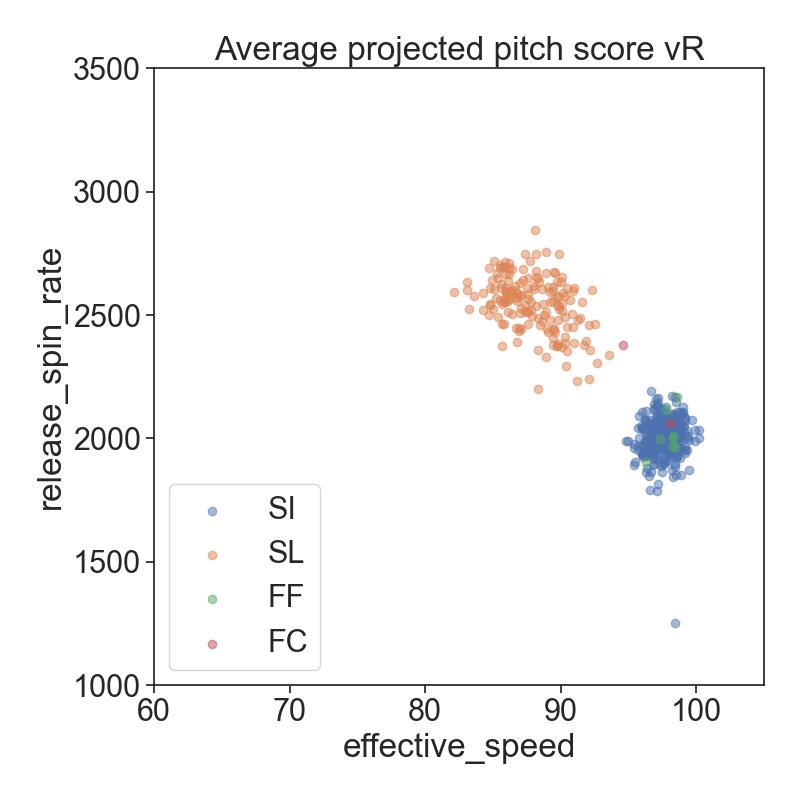 Average projected pitch score vR
3500
3000
2500
2000
1500
1000
release_spin_rate
SI
SL
FF
FC
60
70
80
90
100
effective_speed